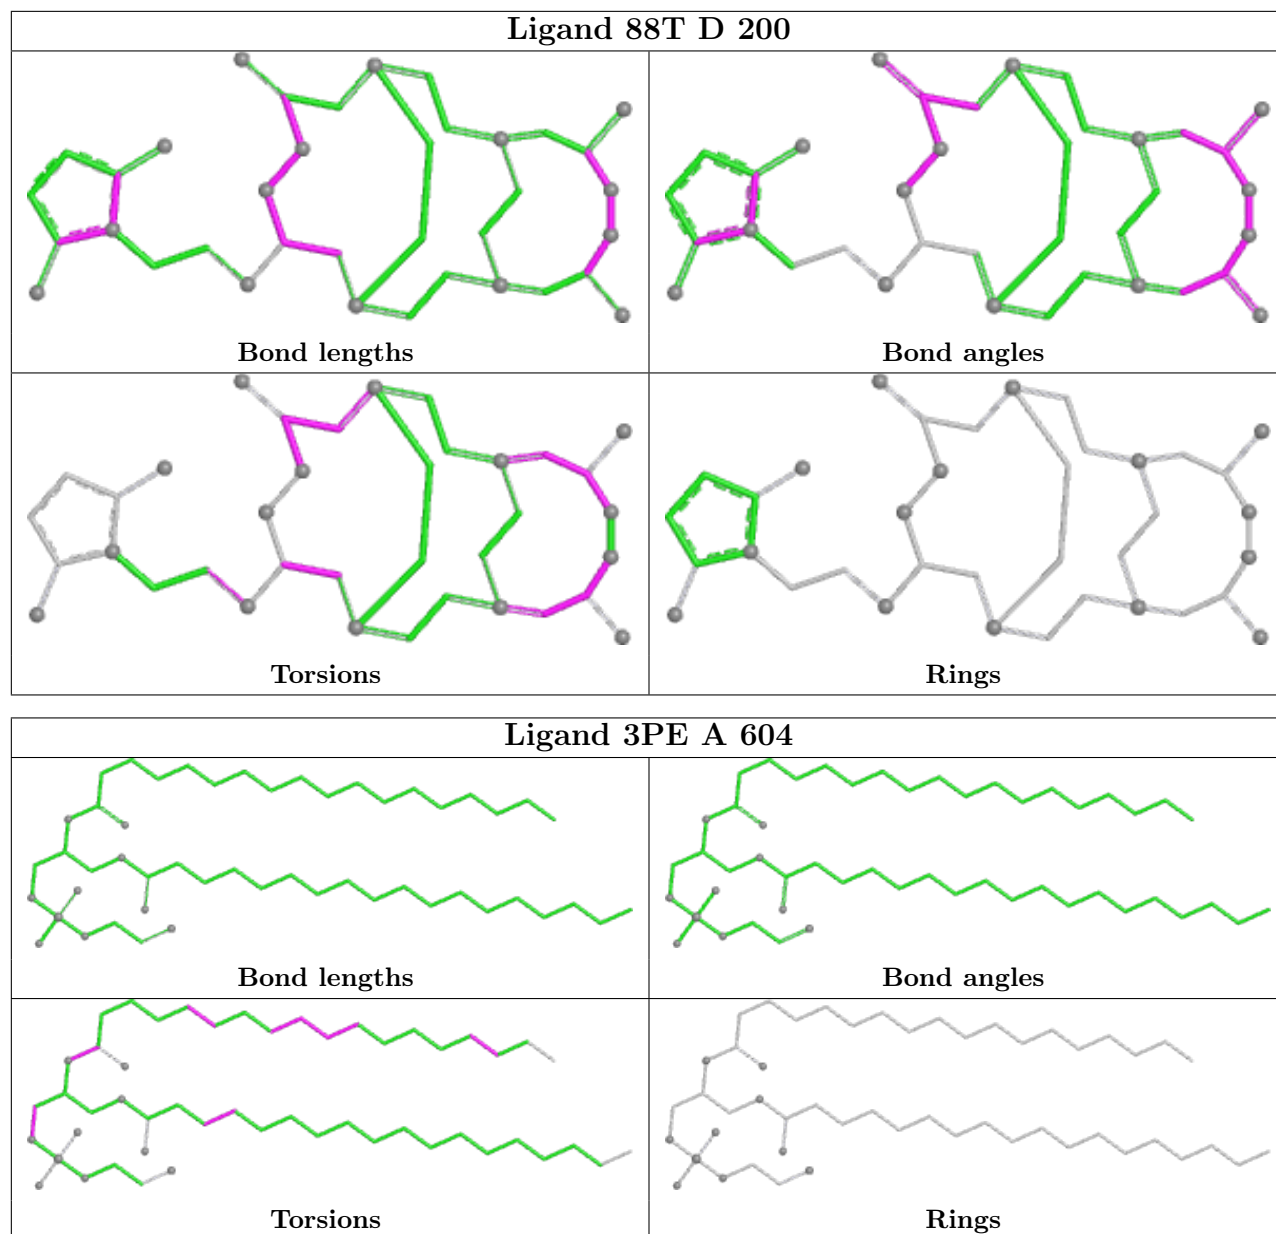 Ligand 88T D 200
Bond lengths
Bond angles
Torsions
Rings
Ligand 3PE A 604
Bond lengths
Bond angles
Torsions
Rings